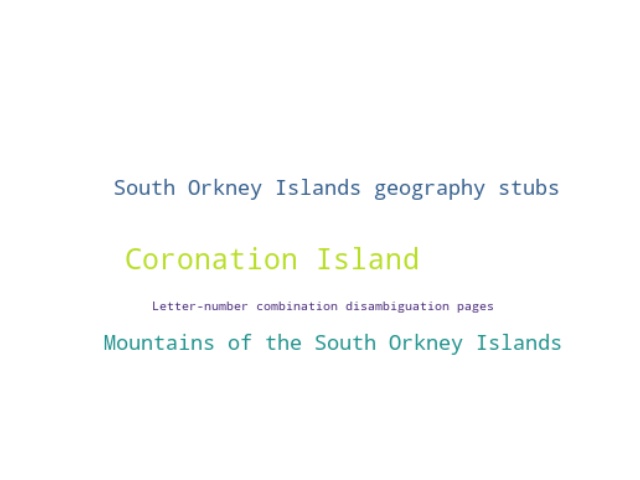 South Orkney Islands geography stubs
Coronation Island
Letter-number combination disambiguation pages
Mountains of the South Orkney Islands